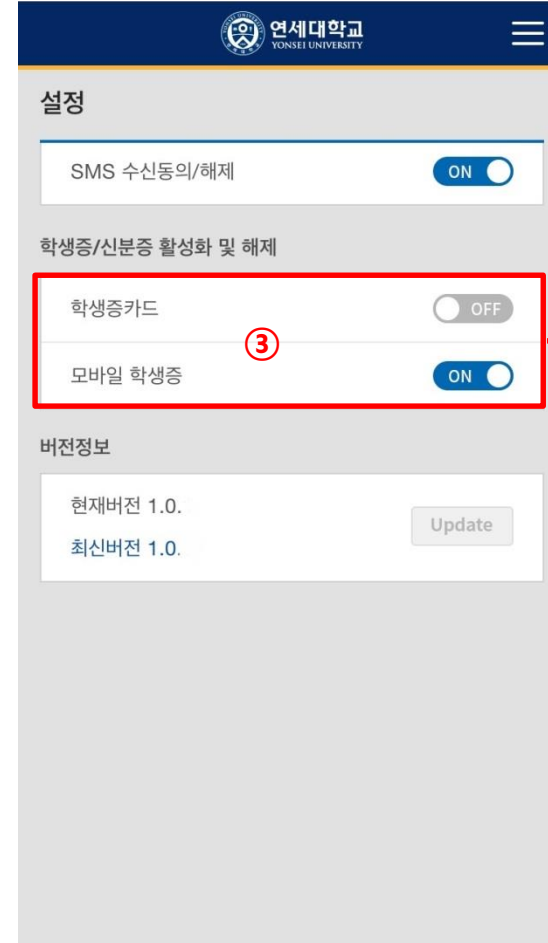 연세대학교
YONSEI UNIVERSITY
설정
SMS 수신동의/해제 ON
학생증/신분증 활성화 및 해제
학생증카드 OFF
③
모바일 학생증 ON
버전정보
현재버전 1.0.
Update
최신버전 1.0.